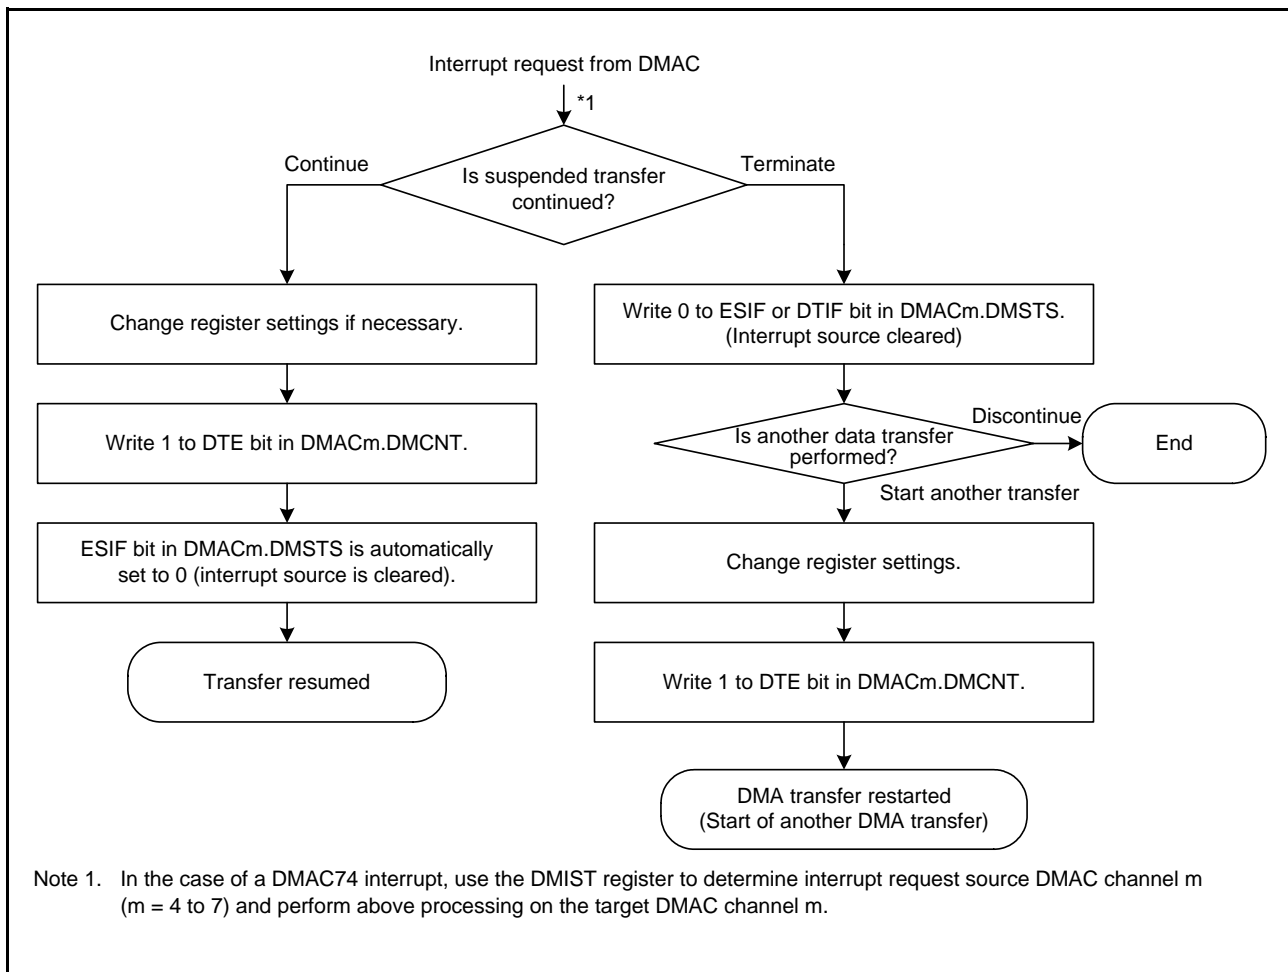 Interrupt request from DMAC
*1
Continue
Terminate
Is suspended transfer
continued?
Change register settings if necessary.
Write 1 to DTE bit in DMACm.DMCNT.
ESIF bit in DMACm.DMSTS is automatically
set to 0 (interrupt source is cleared).
Transfer resumed
Write 0 to ESIF or DTIF bit in DMACm.DMSTS.
(Interrupt source cleared)
Is another data transfer
performed?
Discontinue
End
Start another transfer
Change register settings.
Write 1 to DTE bit in DMACm.DMCNT.
DMA transfer restarted
(Start of another DMA transfer)
Note 1. In the case of a DMAC74 interrupt, use the DMIST register to determine interrupt request source DMAC channel m
(m = 4 to 7) and perform above processing on the target DMAC channel m.